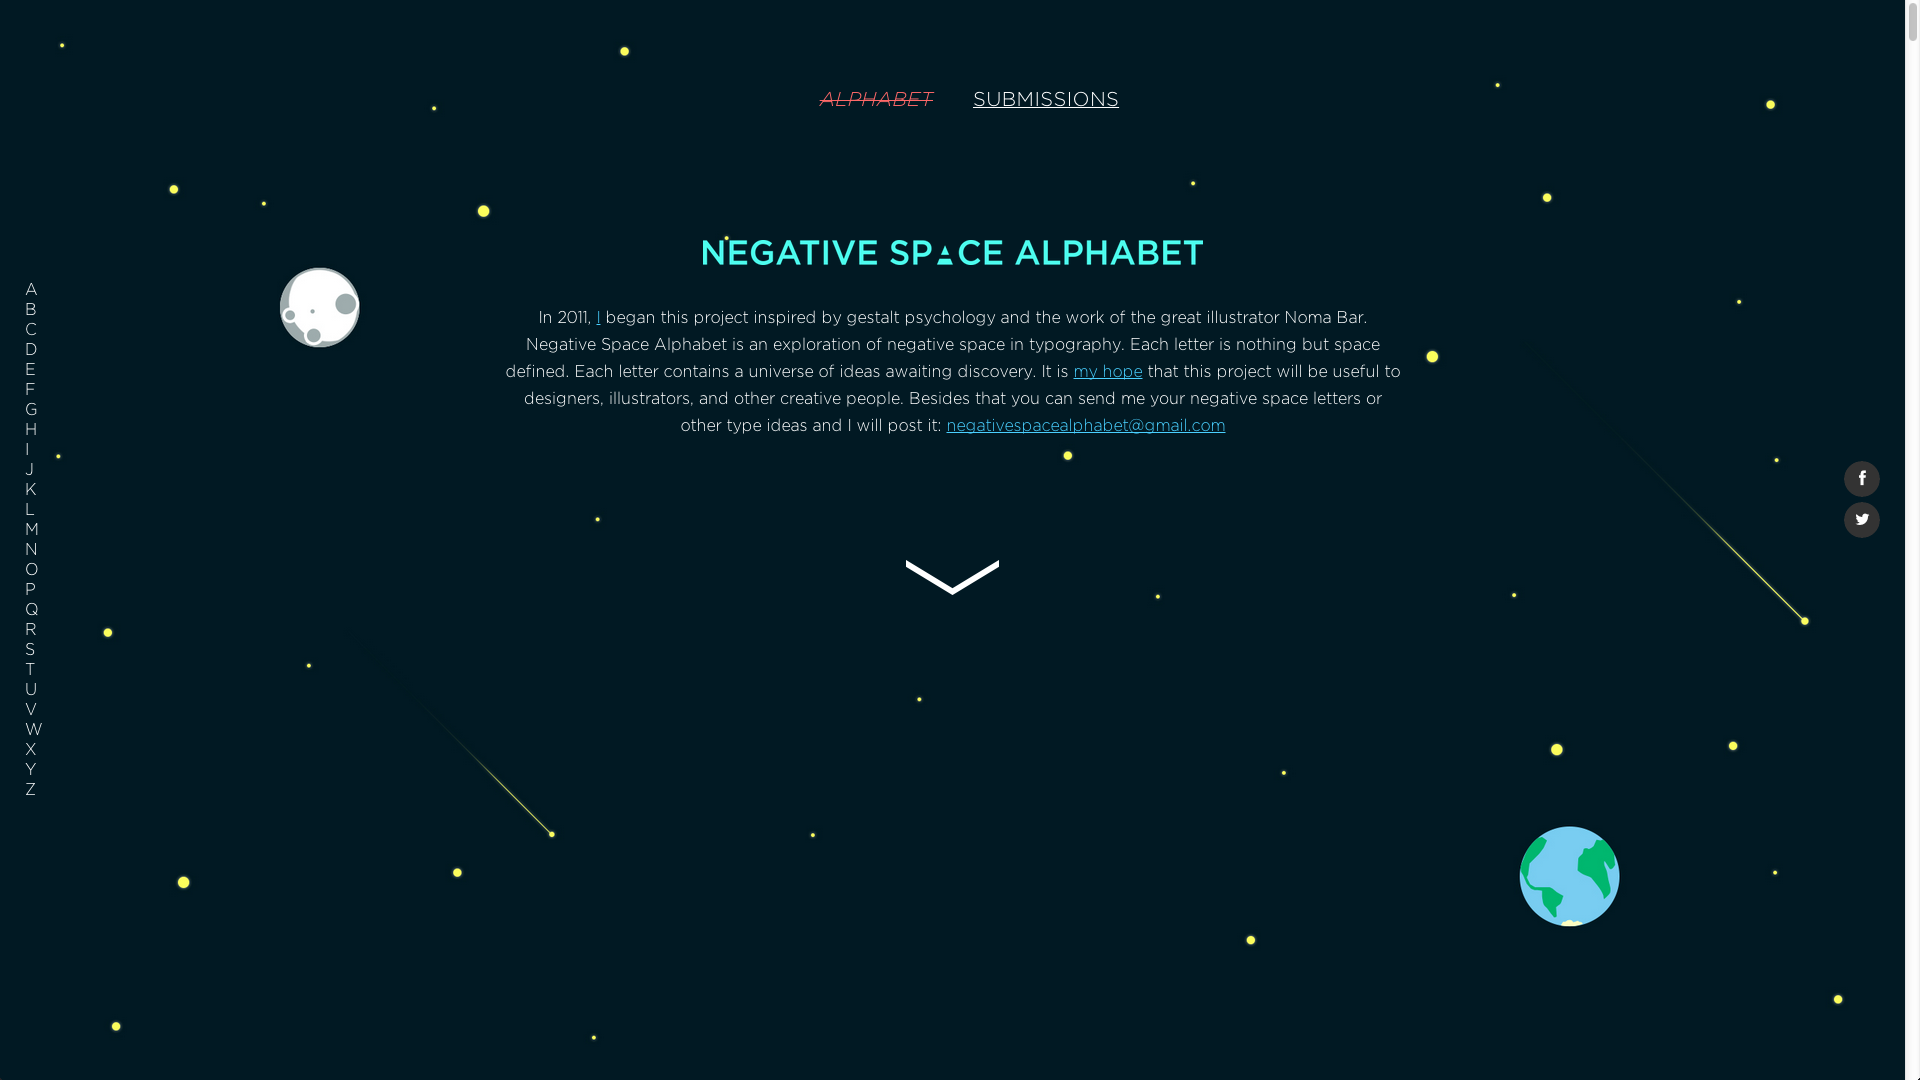 ALPHABET SUBMISSIONS
NEGATIVE SPACE ALPHABET
In 2011, I began this project inspired by gestalt psychology and the work of the great illustrator Noma Bar.
Negative Space Alphabet is an exploration of negative space in typography. Each letter is nothing but space
defined. Each letter contains a universe of ideas awaiting discovery. It is my hope that this project will be useful to
designers, illustrators, and other creative people. Besides that you can send me your negative space letters or
other type ideas and I will post it: negativespacealphabet@gmail.com
A
B
C
D
E
F
G
H
I
J
K
L
M
N
O
P
Q
R
S
T
U
V
W
X
Y
Z